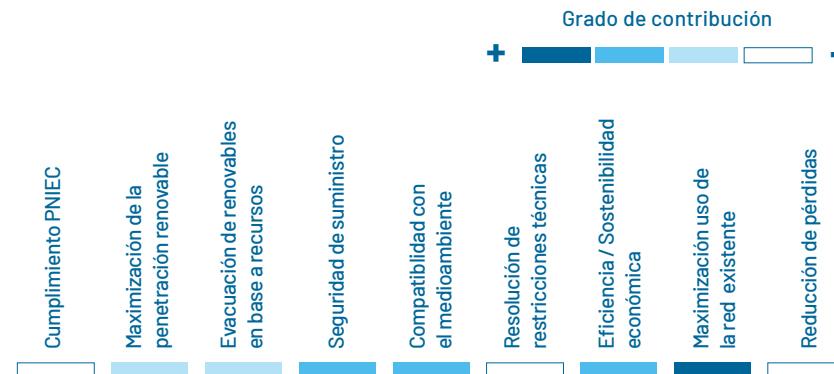 Grado de contribución
+ -
Cumplimiento PNIEC
Maximización de la
penetración renovable
Evacuación de renovables
en base a recursos
Seguridad de suministro
Compatiblidad con
el medioambiente
Resolución de
restricciones técnicas
Eficiencia / Sostenibilidad
económica
Maximización uso de
la red existente
Reducción de pérdidas